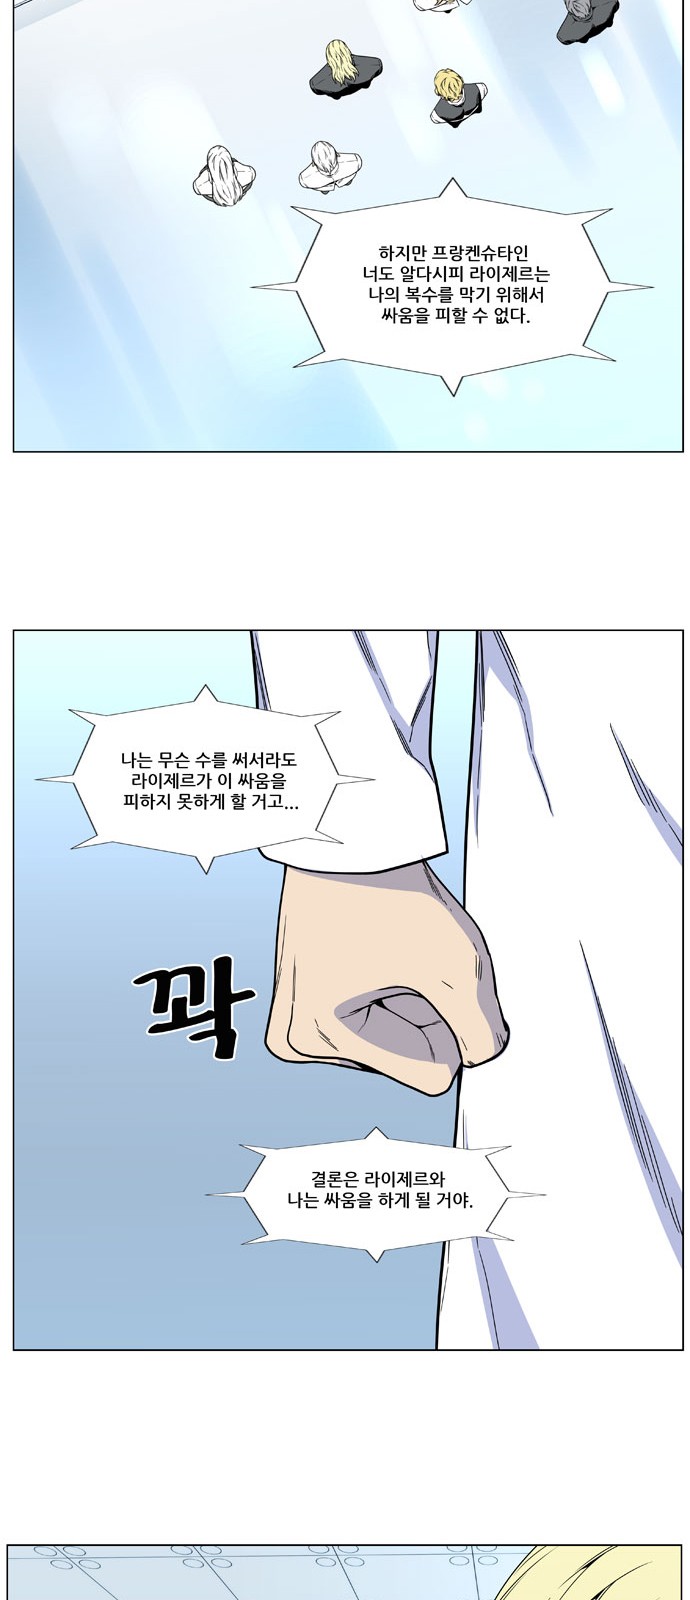 하지만 프랑켄슈타인
너도 알다시피 라이제르는
나의 복수를 막기 위해서
싸움을 피할 수 없다.
나는 무슨 수를 써서라도
라이제르가 이 싸움을
피하지 못하게 할 거고...
꽉
결론은 라이제르와
나는 싸움을 하게 될 거야.